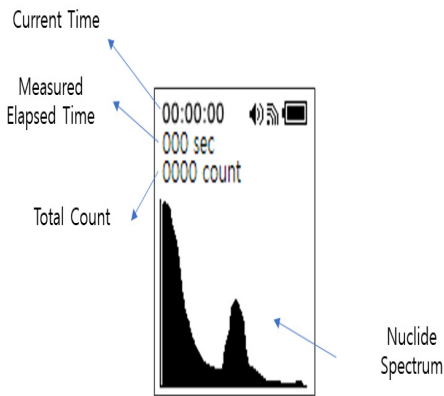 Current Time
Measured
Elapsed Time
Total Count
00:00:00
000 sec
0000 count
Nuclide
Spectrum